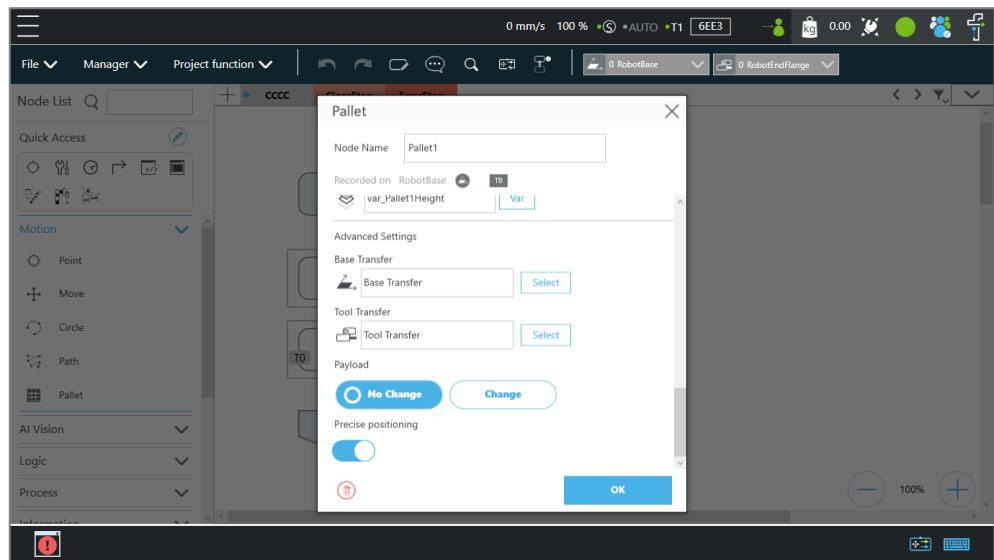 0 mm/s 100 % •Ⓢ •AUTO •T1 6EE3 kg 0.00
File Manager Project function 0 RobotBase 0 RobotEndFlange
Node List
cccc
Pallet
Quick Access
Node Name Pallet1
Recorded on RobotBase T0
var_Pallet1Height Var
Motion
Advanced Settings
Base Transfer
Point
Base Transfer Select
Move
Tool Transfer
Circle
Tool Transfer Select
T0
Path
Payload
Pallet
No Change Change
AI Vision
Precise positioning
Logic
Process
OK
100%